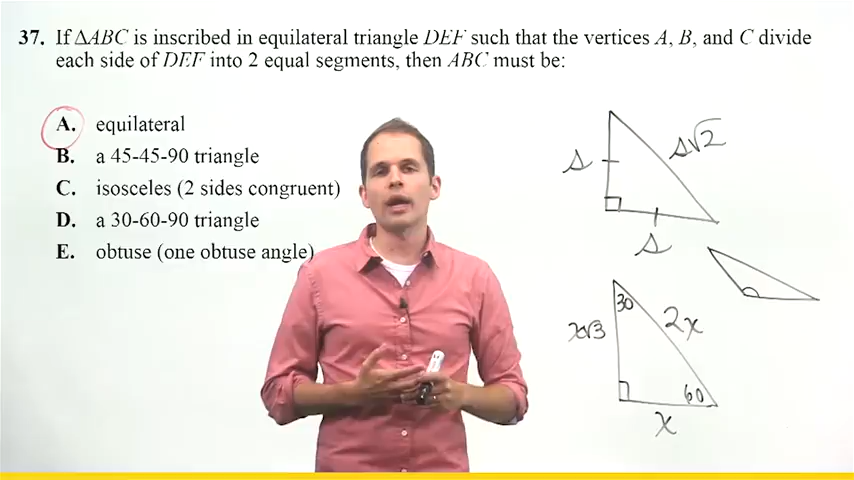 37. If ΔABC is inscribed in equilateral triangle DEF such that the vertices A, B, and C divide
each side of DEF into 2 equal segments, then ABC must be:
A. equilateral
B. a 45-45-90 triangle
C. isosceles (2 sides congruent)
D. a 30-60-90 triangle
E. obtuse (one obtuse angle)
s
s√2
s
30
x√3
2x
60
x